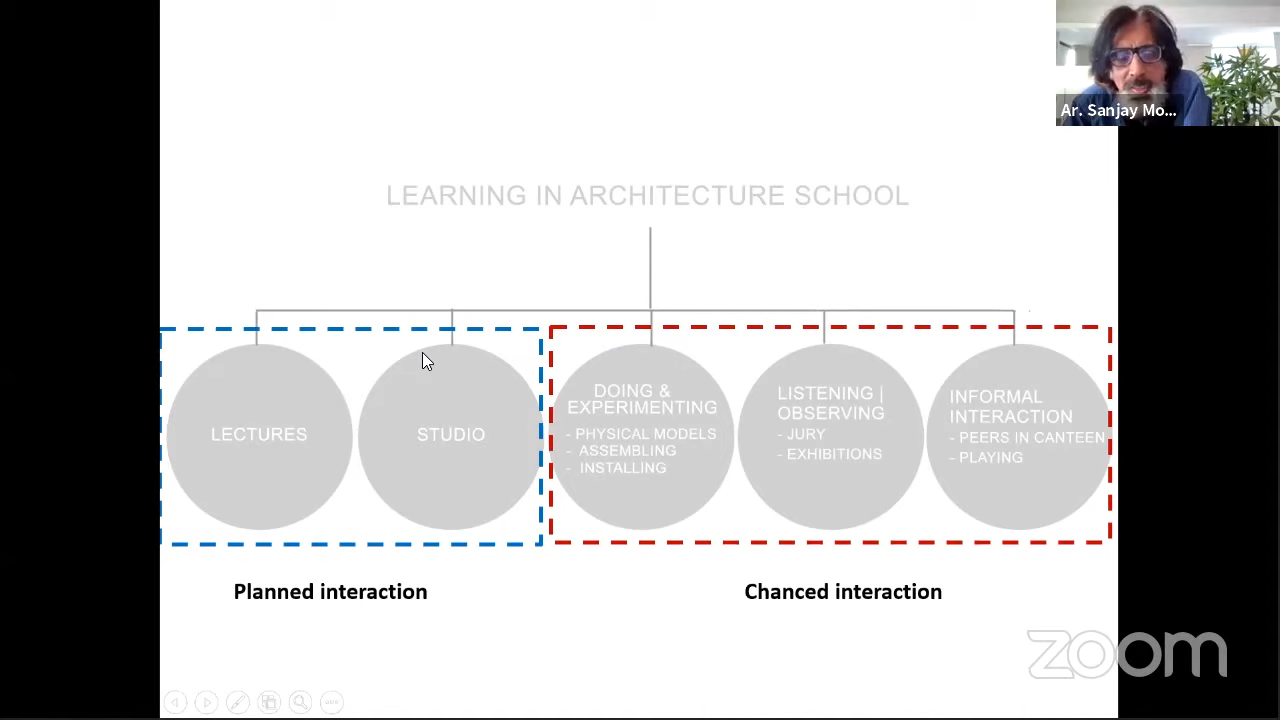 Ar. Sanjay Mo...
LEARNING IN ARCHITECTURE SCHOOL
LECTURES
STUDIO
DOING &
EXPERIMENTING
- PHYSICAL MODELS
- ASSEMBLING
- INSTALLING
LISTENING |
OBSERVING
- JURY
- EXHIBITIONS
INFORMAL
INTERACTION
- PEERS IN CANTEEN
- PLAYING
Planned interaction
Chanced interaction
zoom